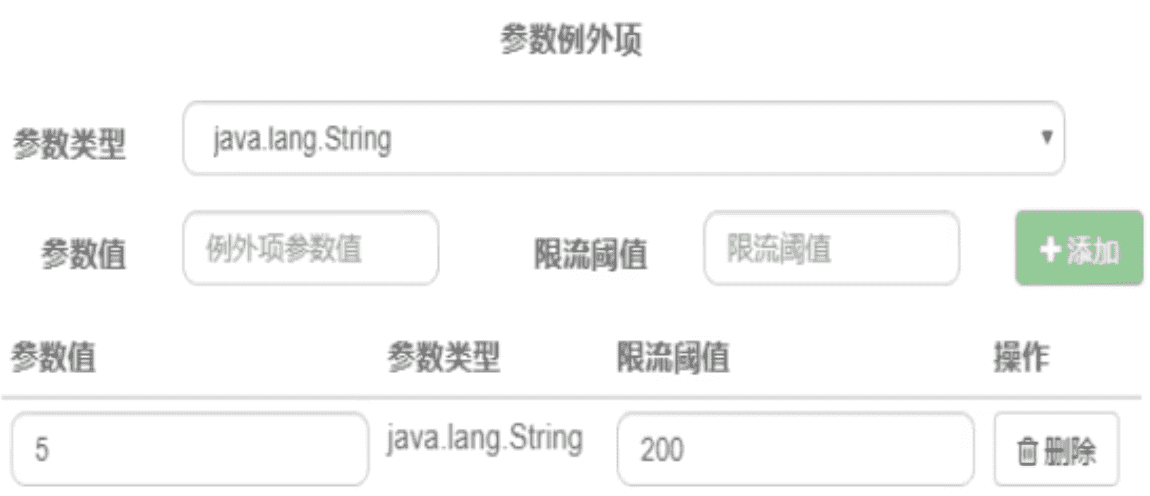 参数例外项
参数类型 java.lang.String
参数值 例外项参数值 限流阈值 限流阈值 添加
参数值 参数类型 限流阈值 操作
5 java.lang.String 200 删除